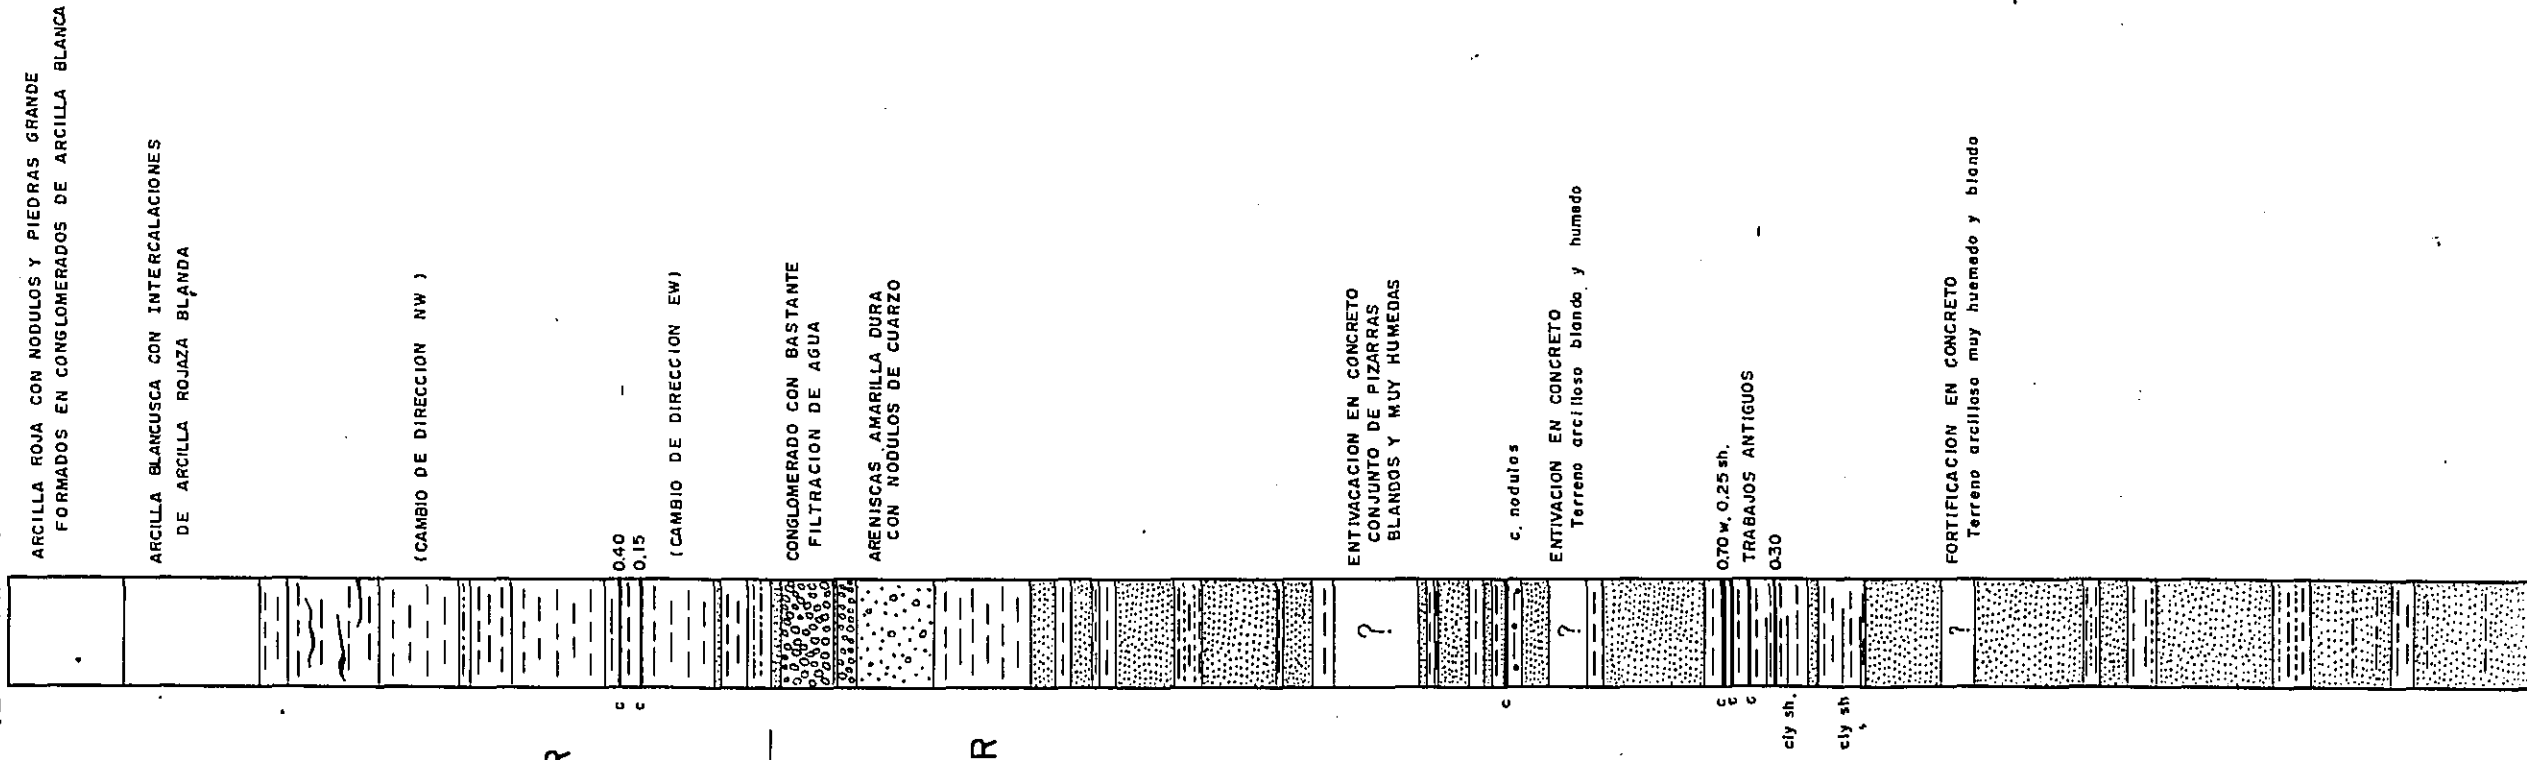 ARCILLA ROJA CON NODULOS Y PIEDRAS GRANDE
FORMADOS EN CONGLOMERADOS DE ARCILLA BLANCA
ARCILLA BLANCUSCA CON INTERCALACIONES
DE ARCILLA ROJAZA BLANDA
(CAMBIO DE DIRECCION NW)
0.40
0.15
(CAMBIO DE DIRECCION EW)
CONGLOMERADO CON BASTANTE
FILTRACION DE AGUA
ARENISCAS AMARILLA DURA
CON NODULOS DE CUARZO
ENTIVACACION EN CONCRETO
CONJUNTO DE PIZARRAS
BLANDOS Y MUY HUMEDAS
c. nodulos
ENTIVACION EN CONCRETO
Terreno arcilloso blando y humedo
0.70 w. 0.25 sh.
TRABAJOS ANTIGUOS
0.30
FORTIFICACION EN CONCRETO
Terreno arcilloso muy huemedo y blando
?
?
?
c
c
c
c
c
c
cly sh.
cly sh
R
R